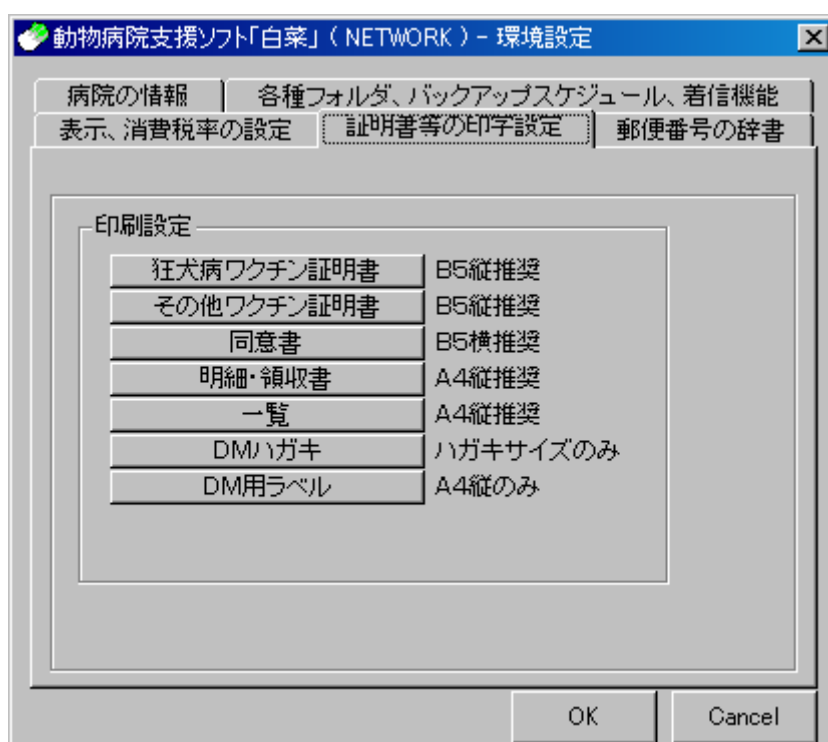 動物病院支援ソフト「白菜」（NETWORK）- 環境設定
病院の情報 各種フォルダ、バックアップスケジュール、着信機能
表示、消費税率の設定 証明書等の印字設定 郵便番号の辞書
印刷設定
狂犬病ワクチン証明書 B5縦推奨
その他ワクチン証明書 B5縦推奨
同意書 B5横推奨
明細・領収書 A4縦推奨
一覧 A4縦推奨
DMハガキ ハガキサイズのみ
DM用ラベル A4縦のみ
OK Cancel